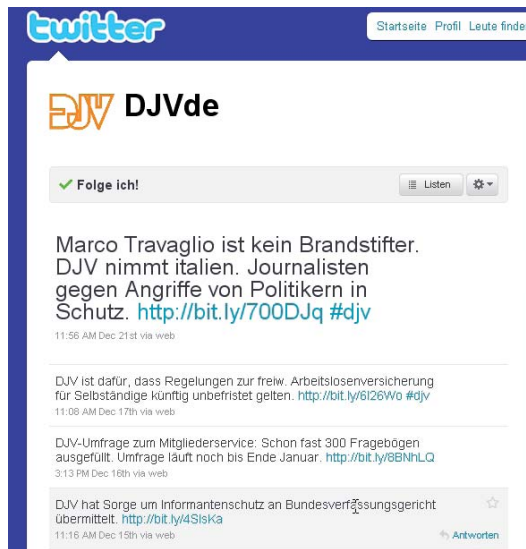 twitter
Startseite Profil Leute finde
DJV DJVde
Folge ich!
Listen
Marco Travaglio ist kein Brandstifter.
DJV nimmt italien. Journalisten
gegen Angriffe von Politikern in
Schutz. http://bit.ly/700DJq #djv
11:56 AM Dec 21st via web
DJV ist dafür, dass Regelungen zur freiw. Arbeitslosenversicherung
für Selbständige künftig unbefristet gelten. http://bit.ly/6I26Wo #djv
11:08 AM Dec 17th via web
DJV-Umfrage zum Mitgliederservice: Schon fast 300 Fragebögen
ausgefüllt. Umfrage läuft noch bis Ende Januar. http://bit.ly/8BNhLQ
3:13 PM Dec 16th via web
DJV hat Sorge um Informantenschutz an Bundesverfassungsgericht
übermittelt. http://bit.ly/4SIsKa
11:16 AM Dec 15th via web
Antworten